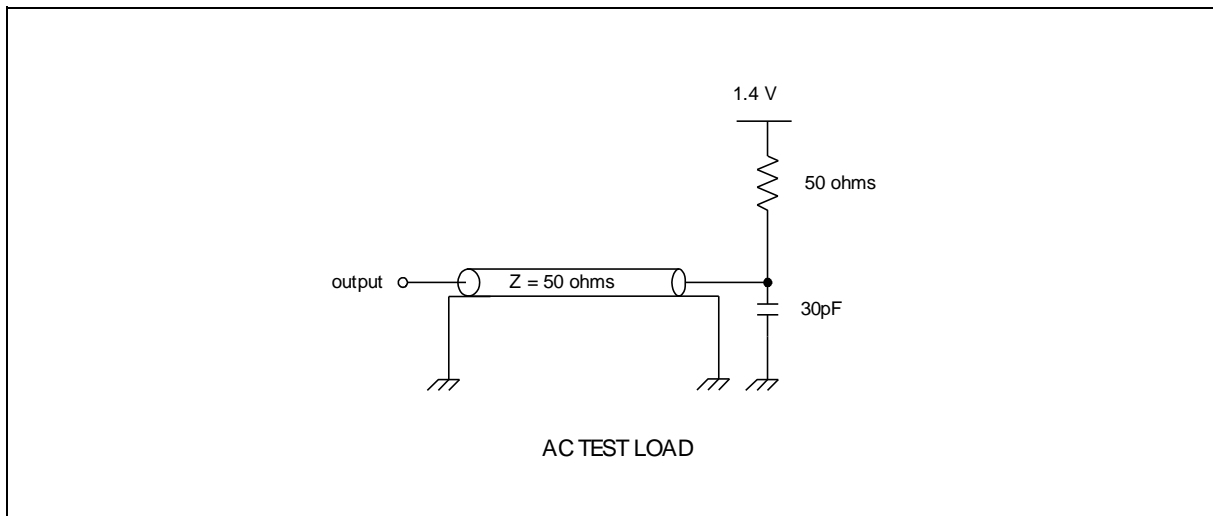 1.4 V
50 ohms
output
Z = 50 ohms
30pF
AC TEST LOAD